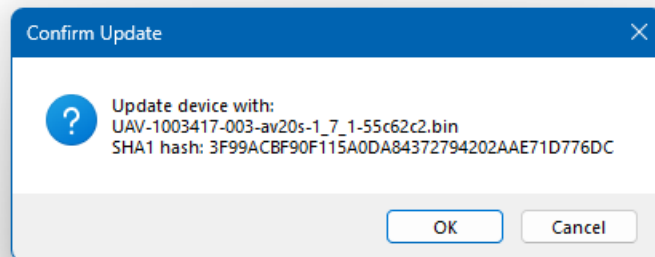 Confirm Update
?
Update device with:
UAV-1003417-003-av20s-1_7_1-55c62c2.bin
SHA1 hash: 3F99ACBF90F115A0DA84372794202AAE71D776DC
OK
Cancel